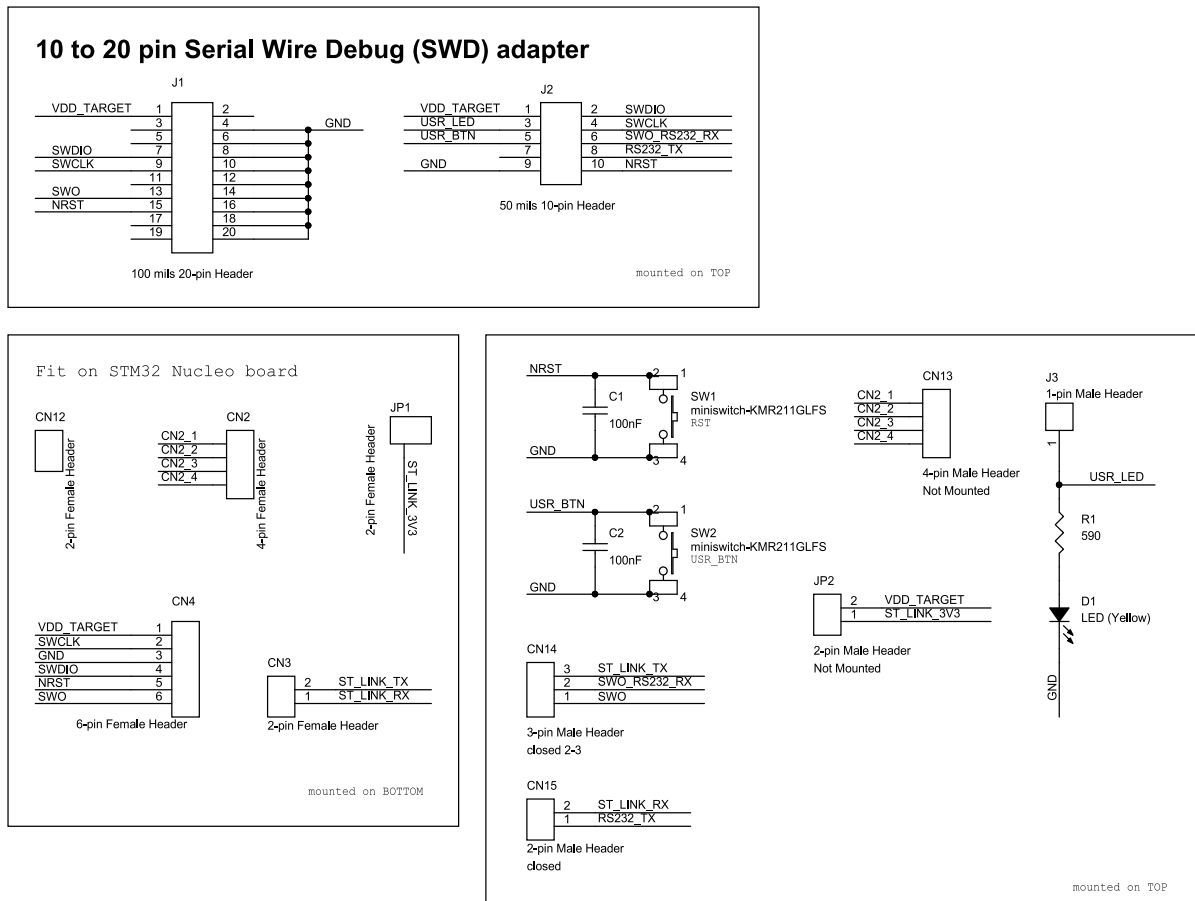 10 to 20 pin Serial Wire Debug (SWD) adapter
J1
VDD_TARGET 1 2
3 4 GND
5 6
SWDIO 7 8
SWCLK 9 10
11 12
SWO 13 14
NRST 15 16
17 18
19 20
100 mils 20-pin Header
J2
VDD_TARGET 1 2 SWDIO
USR_LED 3 4 SWCLK
USR_BTN 5 6 SWO_RS232_RX
7 8 RS232_TX
GND 9 10 NRST
50 mils 10-pin Header
mounted on TOP
Fit on STM32 Nucleo board
CN12
2-pin Female Header
CN2
CN2_1
CN2_2
CN2_3
CN2_4
4-pin Female Header
JP1
2-pin Female Header
ST_LINK_3V3
CN4
VDD_TARGET 1
SWCLK 2
GND 3
SWDIO 4
NRST 5
SWO 6
6-pin Female Header
CN3
2 ST_LINK_TX
1 ST_LINK_RX
2-pin Female Header
mounted on BOTTOM
NRST 2 1
C1
100nF
SW1
miniswitch-KMR211GLFS
RST
GND 3 4
USR_BTN 2 1
C2
100nF
SW2
miniswitch-KMR211GLFS
USR_BTN
GND 3 4
CN14
3 ST_LINK_TX
2 SWO_RS232_RX
1 SWO
3-pin Male Header
closed 2-3
CN15
2 ST_LINK_RX
1 RS232_TX
2-pin Male Header
closed
CN13
CN2_1
CN2_2
CN2_3
CN2_4
4-pin Male Header
Not Mounted
JP2
2 VDD_TARGET
1 ST_LINK_3V3
2-pin Male Header
Not Mounted
J3
1-pin Male Header
1
USR_LED
R1
590
D1
LED (Yellow)
GND
mounted on TOP